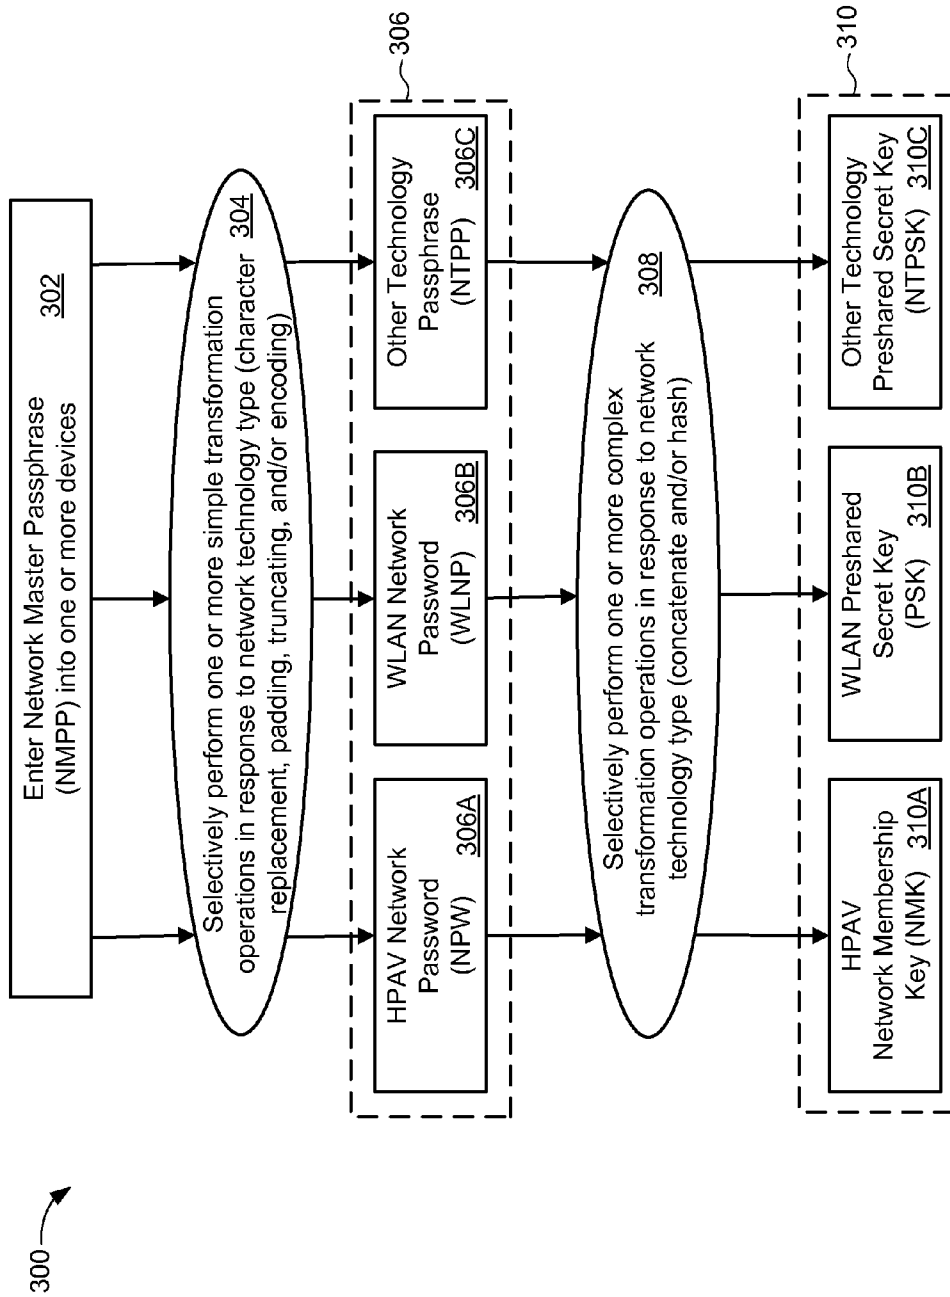 300
Enter Network Master Passphrase
(NMPP) into one or more devices
302
Selectively perform one or more simple transformation
operations in response to network technology type (character
replacement, padding, truncating, and/or encoding)
304
306
HPAV Network
Password
(NPW)
306A
WLAN Network
Password
(WLNP)
306B
Other Technology
Passphrase
(NTPP)
306C
Selectively perform one or more complex
transformation operations in response to network
technology type (concatenate and/or hash)
308
310
HPAV
Network Membership
Key (NMK)
310A
WLAN Preshared
Secret Key
(PSK)
310B
Other Technology
Preshared Secret Key
(NTPSK)
310C